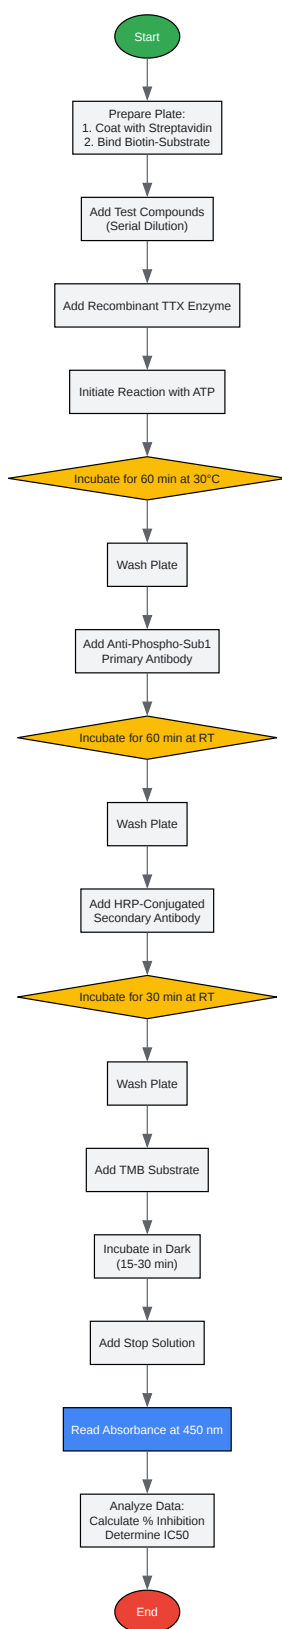 Start
Prepare Plate:
1. Coat with Streptavidin
2. Bind Biotin-Substrate
Add Test Compounds
(Serial Dilution)
Add Recombinant TTX Enzyme
Initiate Reaction with ATP
Incubate for 60 min at 30°C
Wash Plate
Add Anti-Phospho-Sub1
Primary Antibody
Incubate for 60 min at RT
Wash Plate
Add HRP-Conjugated
Secondary Antibody
Incubate for 30 min at RT
Wash Plate
Add TMB Substrate
Incubate in Dark
(15-30 min)
Add Stop Solution
Read Absorbance at 450 nm
Analyze Data:
Calculate % Inhibition
Determine IC50
End